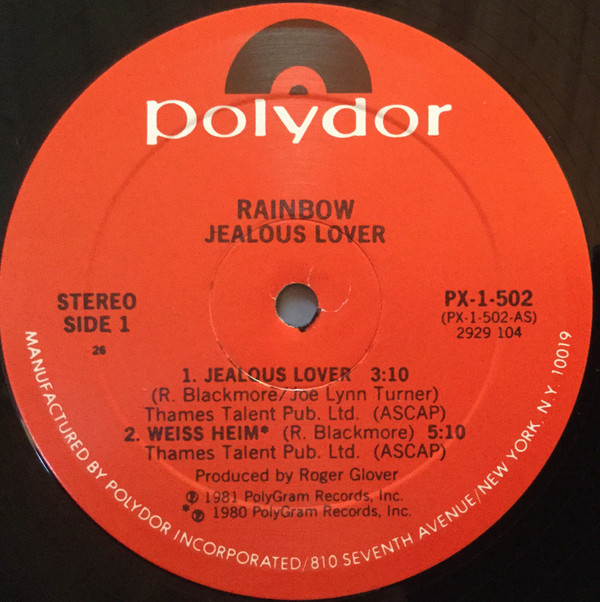 polydor
RAINBOW
JEALOUS LOVER
STEREO
SIDE 1
26
PX-1-502
(PX-1-502-AS)
2929 104
1. JEALOUS LOVER 3:10
(R. Blackmore/Joe Lynn Turner)
Thames Talent Pub. Ltd. (ASCAP)
2. WEISS HEIM* (R. Blackmore) 5:10
Thames Talent Pub. Ltd. (ASCAP)
Produced by Roger Glover
℗ 1981 PolyGram Records, Inc.
*℗ 1980 PolyGram Records, Inc.
MANUFACTURED BY POLYDOR INCORPORATED/810 SEVENTH AVENUE/NEW YORK, N.Y. 10019